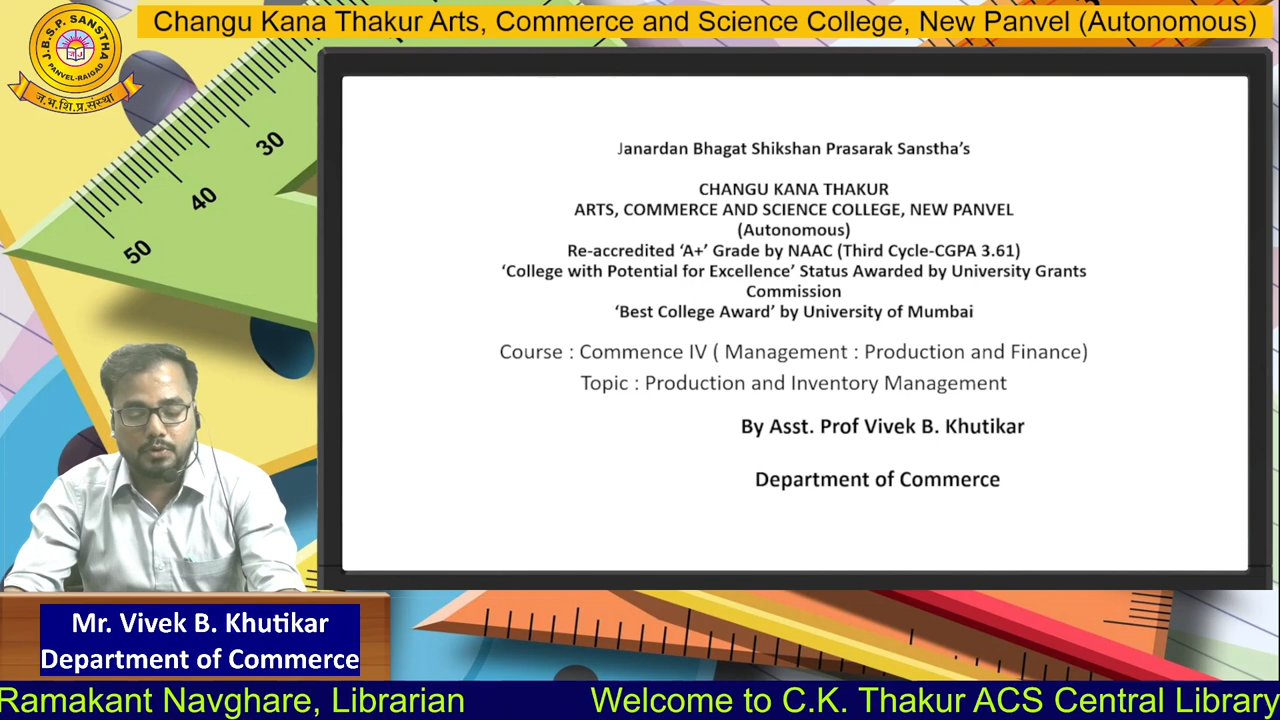 Changu Kana Thakur Arts, Commerce and Science College, New Panvel (Autonomous)
J.B.S.P. SANSTHA
PANVEL-RAIGAD
ज.भ.शि.प्र.संस्था
30
40
50
Janardan Bhagat Shikshan Prasarak Sanstha’s
CHANGU KANA THAKUR
ARTS, COMMERCE AND SCIENCE COLLEGE, NEW PANVEL
(Autonomous)
Re-accredited ‘A+’ Grade by NAAC (Third Cycle-CGPA 3.61)
‘College with Potential for Excellence’ Status Awarded by University Grants
Commission
‘Best College Award’ by University of Mumbai
Course : Commence IV ( Management : Production and Finance)
Topic : Production and Inventory Management
By Asst. Prof Vivek B. Khutikar
Department of Commerce
Mr. Vivek B. Khutikar
Department of Commerce
Ramakant Navghare, Librarian Welcome to C.K. Thakur ACS Central Library